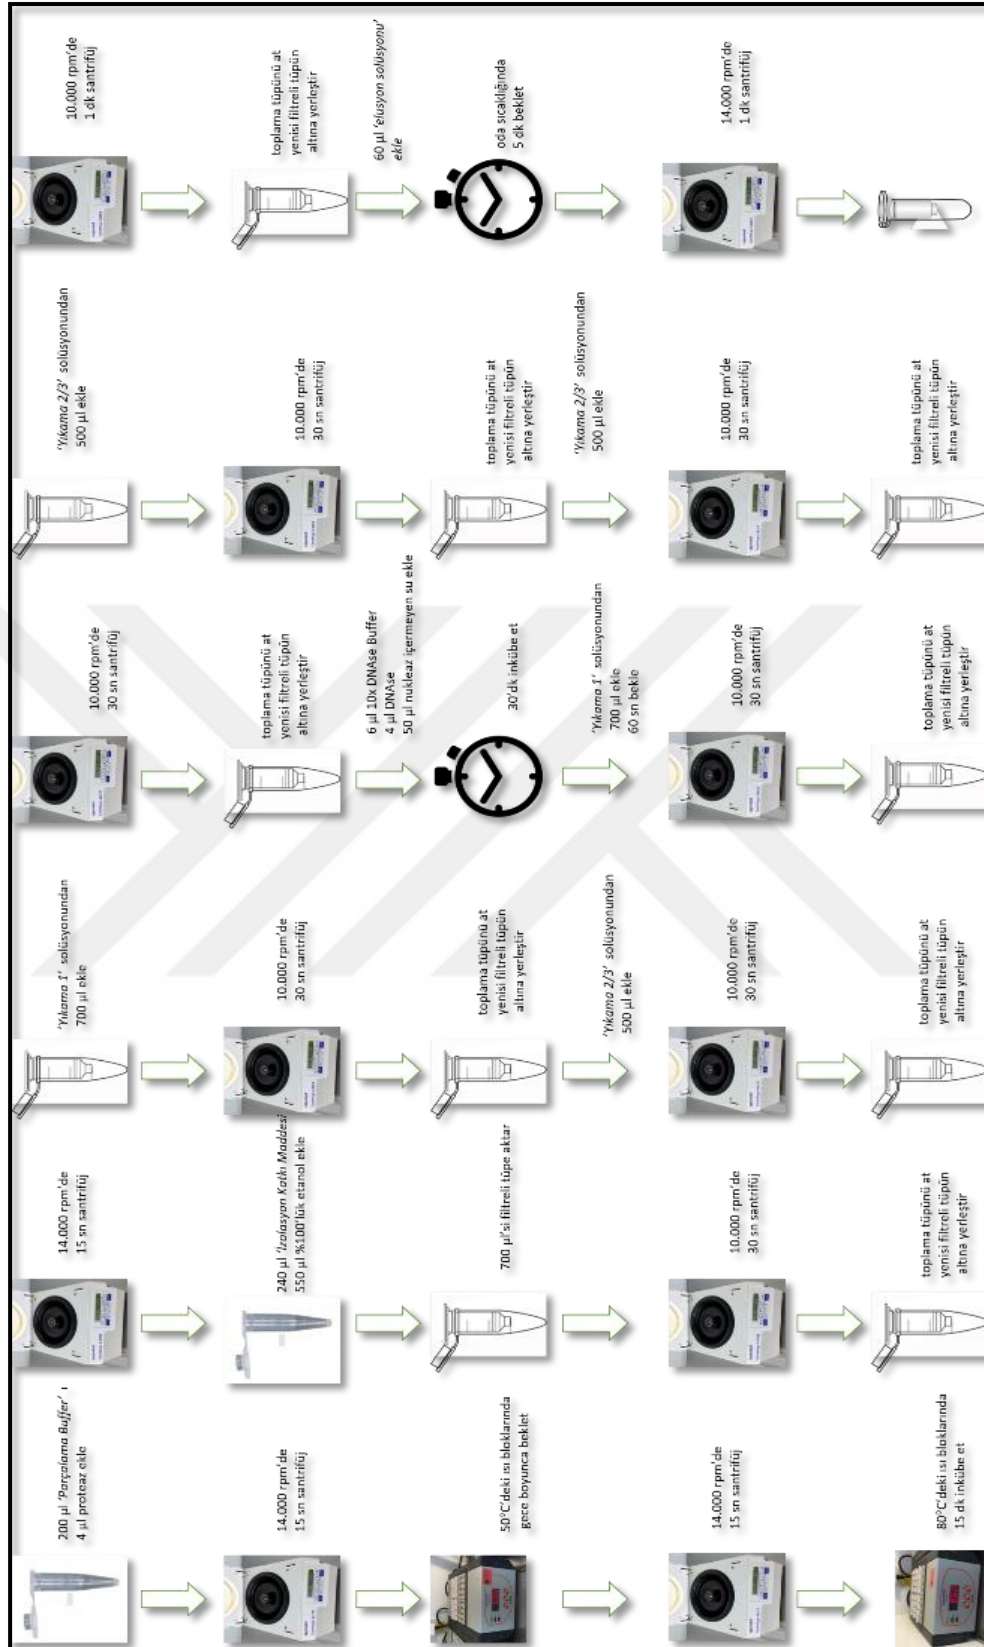 200 µl 'Parçalama Buffer' ı
4 µl proteaz ekle
14.000 rpm'de
15 sn santrifüj
50°C'deki ısı bloklarında
gece boyunca beklet
14.000 rpm'de
15 sn santrifüj
80°C'deki ısı bloklarında
15 dk inkübe et
14.000 rpm'de
15 sn santrifüj
240 µl 'İzolasyon Katkı Maddesi
550 µl %100'lük etanol ekle
700 µl'si filtreli tüpe aktar
10.000 rpm'de
30 sn santrifüj
toplama tüpünü at
yenisi filtreli tüpün
altına yerleştir
'Yıkama 1' solüsyonundan
700 µl ekle
10.000 rpm'de
30 sn santrifüj
toplama tüpünü at
yenisi filtreli tüpün
altına yerleştir
'Yıkama 2/3' solüsyonundan
500 µl ekle
10.000 rpm'de
30 sn santrifüj
toplama tüpünü at
yenisi filtreli tüpün
altına yerleştir
10.000 rpm'de
30 sn santrifüj
toplama tüpünü at
yenisi filtreli tüpün
altına yerleştir
6 µl 10x DNAse Buffer
4 µl DNAse
50 µl nukleaz içermeyen su ekle
30'dk inkübe et
'Yıkama 1' solüsyonundan
700 µl ekle
60 sn bekle
10.000 rpm'de
30 sn santrifüj
toplama tüpünü at
yenisi filtreli tüpün
altına yerleştir
'Yıkama 2/3' solüsyonundan
500 µl ekle
10.000 rpm'de
30 sn santrifüj
toplama tüpünü at
yenisi filtreli tüpün
altına yerleştir
'Yıkama 2/3' solüsyonundan
500 µl ekle
10.000 rpm'de
30 sn santrifüj
toplama tüpünü at
yenisi filtreli tüpün
altına yerleştir
10.000 rpm'de
1 dk santrifüj
toplama tüpünü at
yenisi filtreli tüpün
altına yerleştir
60 µl 'elusyon solüsyonu'
ekle
oda sıcaklığında
5 dk beklet
14.000 rpm'de
1 dk santrifüj